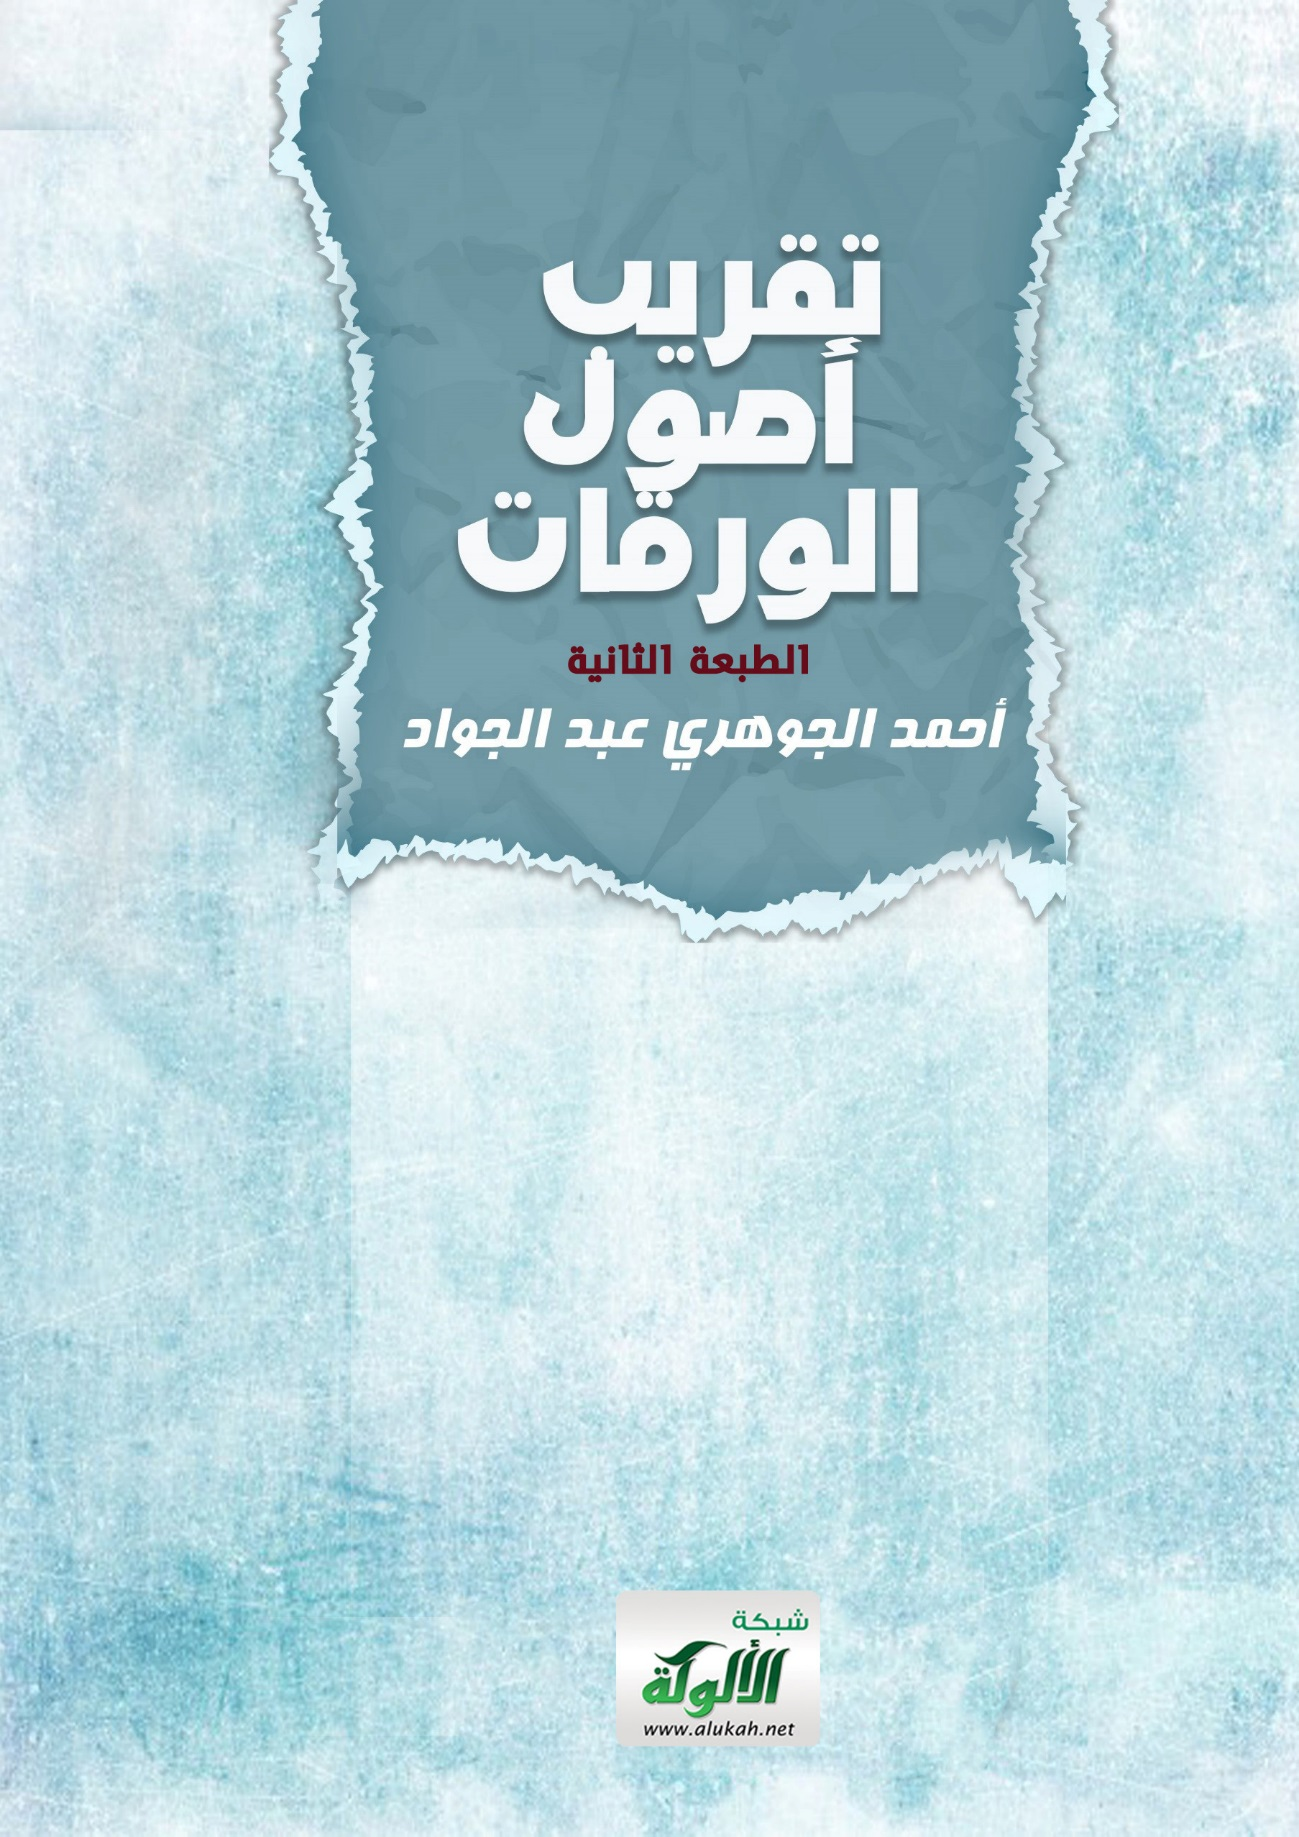 تقريب
أصول
الورقات
الطبعة الثانية
أحمد الجوهري عبد الجواد
شبكة
الألوكة
www.alukah.net